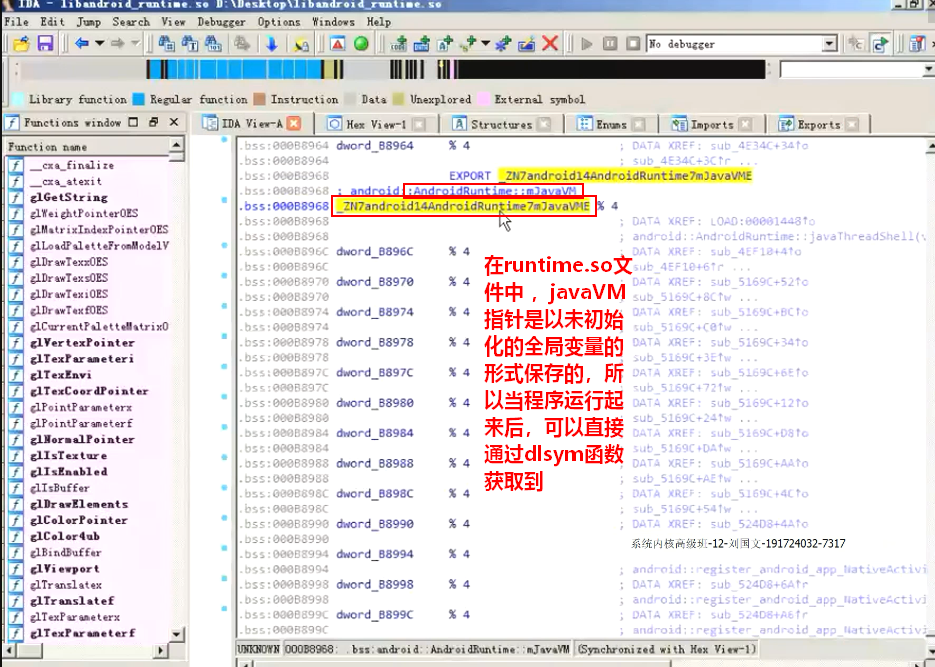 IDA - libandroid_runtime.so D:\Desktop\libandroid_runtime.so
File Edit Jump Search View Debugger Options Windows Help
No debugger
Library function Regular function Instruction Data Unexplored External symbol
Functions window
IDA View-A Hex View-1 Structures Enums Imports Exports
Function name
__cxa_finalize
__cxa_atexit
glGetString
glWeightPointerOES
glMatrixIndexPointerOES
glLoadPaletteFromModelV
glDrawTexxOES
glDrawTexsOES
glDrawTexiOES
glDrawTexfOES
glCurrentPaletteMatrixO
glVertexPointer
glTexParameteri
glTexEnvi
glTexCoordPointer
glPointParameterx
glPointParameterf
glNormalPointer
glIsTexture
glIsEnabled
glIsBuffer
glDrawElements
glColorPointer
glColor4ub
glBindBuffer
glViewport
glTranslatex
glTranslatef
glTexParameterx
glTexParameterf
.bss:000B8964 dword_B8964 % 4 ; DATA XREF: sub_4E34C+34↑o
.bss:000B8964 ; sub_4E34C+3C↑r ...
.bss:000B8968 EXPORT _ZN7android14AndroidRuntime7mJavaVME
.bss:000B8968 ; android::AndroidRuntime::mJavaVM
.bss:000B8968 _ZN7android14AndroidRuntime7mJavaVME % 4
.bss:000B8968 ; DATA XREF: LOAD:00001448↑o
.bss:000B8968 ; android::AndroidRuntime::javaThreadShell(v
.bss:000B896C dword_B896C % 4 ; DATA XREF: sub_4EF10+4↑o
.bss:000B896C ; sub_4EF10+6↑r ...
.bss:000B8970 dword_B8970 % 4 ; DATA XREF: sub_5169C+52↑o
.bss:000B8970 ; sub_5169C+8C↑w ...
.bss:000B8974 dword_B8974 % 4 ; DATA XREF: sub_5169C+BC↑o
.bss:000B8974 ; sub_5169C+C0↑w ...
.bss:000B8978 dword_B8978 % 4 ; DATA XREF: sub_5169C+34↑o
.bss:000B8978 ; sub_5169C+3E↑w ...
.bss:000B897C dword_B897C % 4 ; DATA XREF: sub_5169C+6E↑o
.bss:000B897C ; sub_5169C+72↑w ...
.bss:000B8980 dword_B8980 % 4 ; DATA XREF: sub_5169C+12↑o
.bss:000B8980 ; sub_5169C+24↑w ...
.bss:000B8984 dword_B8984 % 4 ; DATA XREF: sub_5169C+D8↑o
.bss:000B8984 ; sub_5169C+DA↑w ...
.bss:000B8988 dword_B8988 % 4 ; DATA XREF: sub_5169C+AA↑o
.bss:000B8988 ; sub_5169C+AE↑w ...
.bss:000B898C dword_B898C % 4 ; DATA XREF: sub_5169C+4C↑o
.bss:000B898C ; sub_5169C+54↑w ...
.bss:000B8990 dword_B8990 % 4 ; DATA XREF: sub_524D8+4A↑o
.bss:000B8990
.bss:000B8994 dword_B8994 % 4 ; android::register_android_app_NativeActivi
.bss:000B8998 ; DATA XREF: sub_524D8+6A↑r
.bss:000B8998 dword_B8998 % 4 ; android::register_android_app_NativeActivi
.bss:000B899C ; DATA XREF: sub_524D8+A6↑r
.bss:000B899C dword_B899C % 4
.bss:000B899C ; android::register_android_app_NativeActivi
在runtime.so文
件中，javaVM
指针是以未初始
化的全局变量的
形式保存的，所
以当程序运行起
来后，可以直接
通过dlsym函数
获取到
系统内核高级班-12-刘国文-191724032-7317
UNKNOWN 000B8968: .bss:android::AndroidRuntime::mJavaVM (Synchronized with Hex View-1)